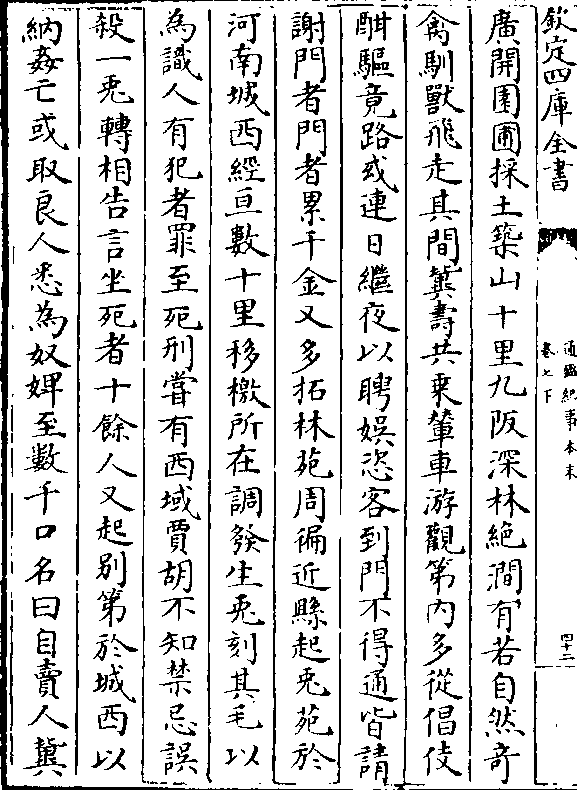 欽定四庫全書
通鑑紀事本末
卷七下
四十二
廣開園圃採土築山十里九阪深林絶澗有若自然奇
禽馴獸飛走其間冀壽共乗輦車游觀第内多從倡伎
酣驅竟路或連日繼夜以騁娱恣客到門不得通皆請
謝門者門者累千金又多拓林苑周徧近縣起兎苑於
河南城西經亘數十里移檄所在調發生兎刻其毛以
為識人有犯者罪至死刑嘗有西域賈胡不知禁忌誤
殺一兎轉相告言坐死者十餘人又起别第於城西以
納姦亡或取良人悉為奴婢至數千口名曰自賣人冀